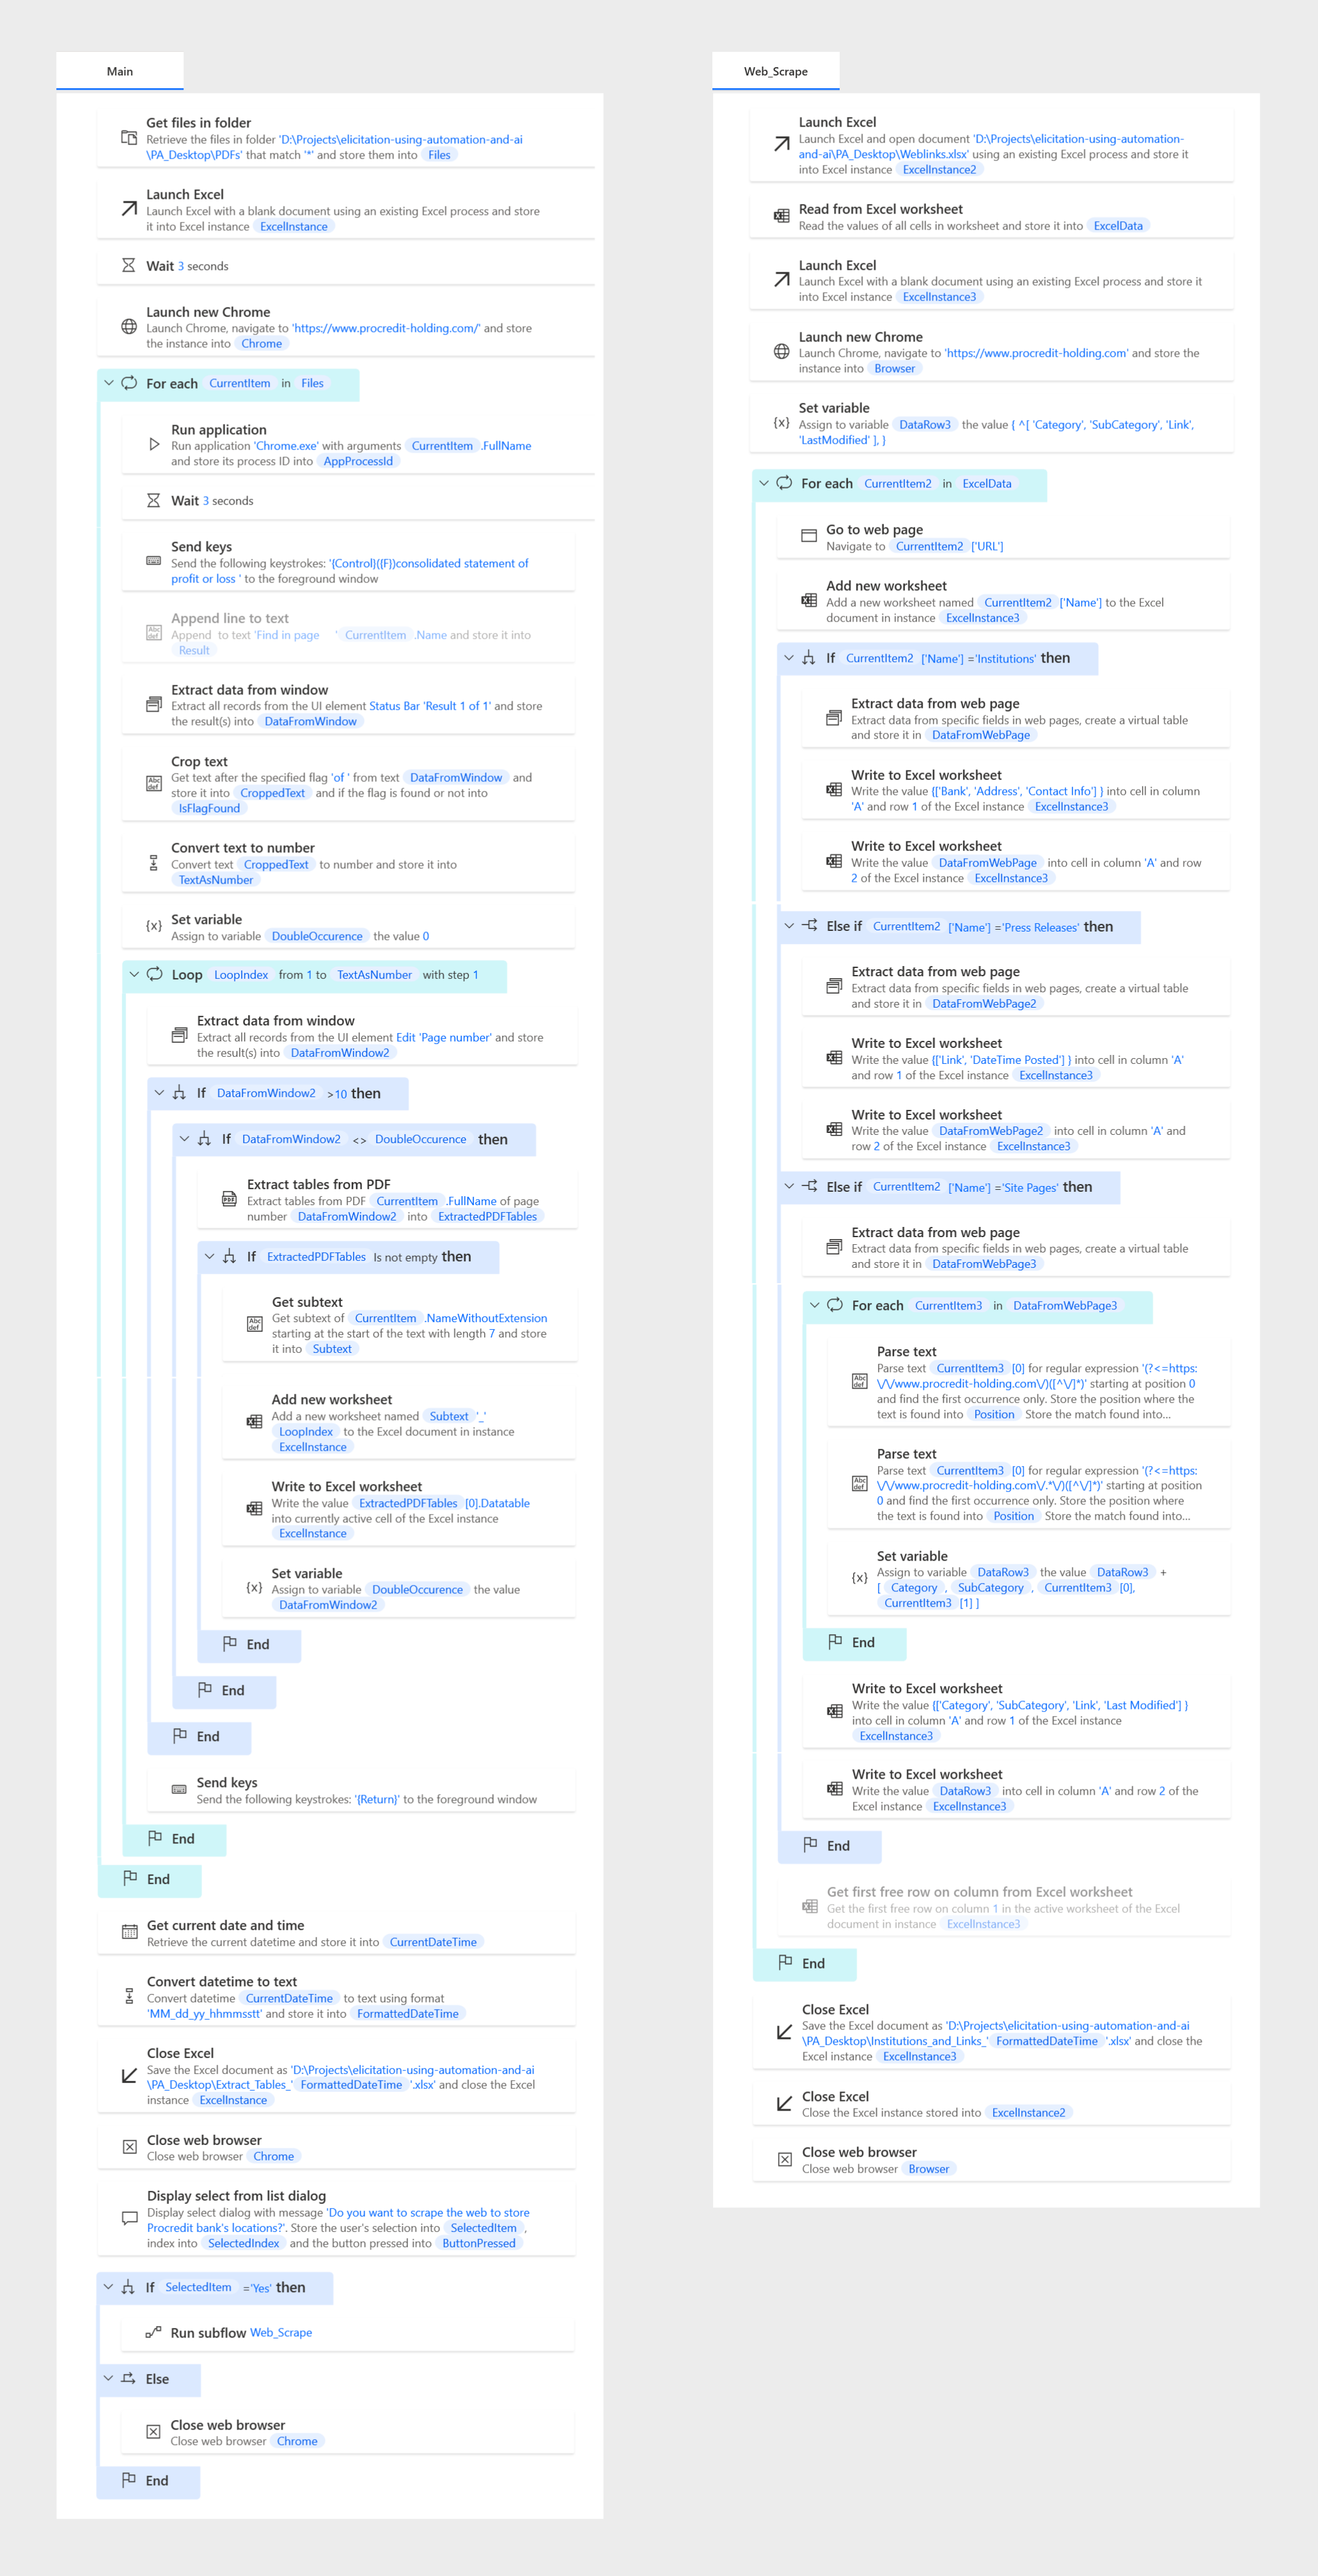 Main
Get files in folder
Retrieve the files in folder 'D:\Projects\elicitation-using-automation-and-ai
\PA_Desktop\PDFs' that match '*' and store them into Files
Launch Excel
Launch Excel with a blank document using an existing Excel process and store
it into Excel instance ExcelInstance
Wait 3 seconds
Launch new Chrome
Launch Chrome, navigate to 'https://www.procredit-holding.com/' and store
the instance into Chrome
For each CurrentItem in Files
Run application
Run application 'Chrome.exe' with arguments CurrentItem .FullName
and store its process ID into AppProcessId
Wait 3 seconds
Send keys
Send the following keystrokes: '{Control}({F})consolidated statement of
profit or loss ' to the foreground window
Append line to text
Append to text 'Find in page ' CurrentItem .Name and store it into
Result
Extract data from window
Extract all records from the UI element Status Bar 'Result 1 of 1' and store
the result(s) into DataFromWindow
Crop text
Get text after the specified flag 'of ' from text DataFromWindow and
store it into CroppedText and if the flag is found or not into
IsFlagFound
Convert text to number
Convert text CroppedText to number and store it into
TextAsNumber
Set variable
Assign to variable DoubleOccurence the value 0
Loop LoopIndex from 1 to TextAsNumber with step 1
Extract data from window
Extract all records from the UI element Edit 'Page number' and store
the result(s) into DataFromWindow2
If DataFromWindow2 >10 then
If DataFromWindow2 <> DoubleOccurence then
Extract tables from PDF
Extract tables from PDF CurrentItem .FullName of page
number DataFromWindow2 into ExtractedPDFTables
If ExtractedPDFTables Is not empty then
Get subtext
Get subtext of CurrentItem .NameWithoutExtension
starting at the start of the text with length 7 and store
it into Subtext
Add new worksheet
Add a new worksheet named Subtext '_'
LoopIndex to the Excel document in instance
ExcelInstance
Write to Excel worksheet
Write the value ExtractedPDFTables [0].Datatable
into currently active cell of the Excel instance
ExcelInstance
Set variable
Assign to variable DoubleOccurence the value
DataFromWindow2
End
End
End
Send keys
Send the following keystrokes: '{Return}' to the foreground window
End
End
Get current date and time
Retrieve the current datetime and store it into CurrentDateTime
Convert datetime to text
Convert datetime CurrentDateTime to text using format
'MM_dd_yy_hhmmsstt' and store it into FormattedDateTime
Close Excel
Save the Excel document as 'D:\Projects\elicitation-using-automation-and-ai
\PA_Desktop\Extract_Tables_' FormattedDateTime '.xlsx' and close the Excel
instance ExcelInstance
Close web browser
Close web browser Chrome
Display select from list dialog
Display select dialog with message 'Do you want to scrape the web to store
Procredit bank's locations?'. Store the user's selection into SelectedItem ,
index into SelectedIndex and the button pressed into ButtonPressed
If SelectedItem ='Yes' then
Run subflow Web_Scrape
Else
Close web browser
Close web browser Chrome
End
Web_Scrape
Launch Excel
Launch Excel and open document 'D:\Projects\elicitation-using-automation-
and-ai\PA_Desktop\Weblinks.xlsx' using an existing Excel process and store it
into Excel instance ExcelInstance2
Read from Excel worksheet
Read the values of all cells in worksheet and store it into ExcelData
Launch Excel
Launch Excel with a blank document using an existing Excel process and store it
into Excel instance ExcelInstance3
Launch new Chrome
Launch Chrome, navigate to 'https://www.procredit-holding.com' and store the
instance into Browser
Set variable
Assign to variable DataRow3 the value { ^[ 'Category', 'SubCategory', 'Link',
'LastModified' ], }
For each CurrentItem2 in ExcelData
Go to web page
Navigate to CurrentItem2 ['URL']
Add new worksheet
Add a new worksheet named CurrentItem2 ['Name'] to the Excel
document in instance ExcelInstance3
If CurrentItem2 ['Name'] ='Institutions' then
Extract data from web page
Extract data from specific fields in web pages, create a virtual table
and store it in DataFromWebPage
Write to Excel worksheet
Write the value {['Bank', 'Address', 'Contact Info'] } into cell in column
'A' and row 1 of the Excel instance ExcelInstance3
Write to Excel worksheet
Write the value DataFromWebPage into cell in column 'A' and row
2 of the Excel instance ExcelInstance3
Else if CurrentItem2 ['Name'] ='Press Releases' then
Extract data from web page
Extract data from specific fields in web pages, create a virtual table
and store it in DataFromWebPage2
Write to Excel worksheet
Write the value {['Link', 'DateTime Posted'] } into cell in column 'A'
and row 1 of the Excel instance ExcelInstance3
Write to Excel worksheet
Write the value DataFromWebPage2 into cell in column 'A' and
row 2 of the Excel instance ExcelInstance3
Else if CurrentItem2 ['Name'] ='Site Pages' then
Extract data from web page
Extract data from specific fields in web pages, create a virtual table
and store it in DataFromWebPage3
For each CurrentItem3 in DataFromWebPage3
Parse text
Parse text CurrentItem3 [0] for regular expression '(?<=https:
\/\/www.procredit-holding.com\/)([^\/]*)' starting at position 0
and find the first occurrence only. Store the position where the
text is found into Position Store the match found into...
Parse text
Parse text CurrentItem3 [0] for regular expression '(?<=https:
\/\/www.procredit-holding.com\/.*\/)([^\/]*)' starting at position
0 and find the first occurrence only. Store the position where
the text is found into Position Store the match found into...
Set variable
Assign to variable DataRow3 the value DataRow3 +
[ Category , SubCategory , CurrentItem3 [0],
CurrentItem3 [1] ]
End
Write to Excel worksheet
Write the value {['Category', 'SubCategory', 'Link', 'Last Modified'] }
into cell in column 'A' and row 1 of the Excel instance
ExcelInstance3
Write to Excel worksheet
Write the value DataRow3 into cell in column 'A' and row 2 of the
Excel instance ExcelInstance3
End
Get first free row on column from Excel worksheet
Get the first free row on column 1 in the active worksheet of the Excel
document in instance ExcelInstance3
End
Close Excel
Save the Excel document as 'D:\Projects\elicitation-using-automation-and-ai
\PA_Desktop\Institutions_and_Links_' FormattedDateTime '.xlsx' and close the
Excel instance ExcelInstance3
Close Excel
Close the Excel instance stored into ExcelInstance2
Close web browser
Close web browser Browser